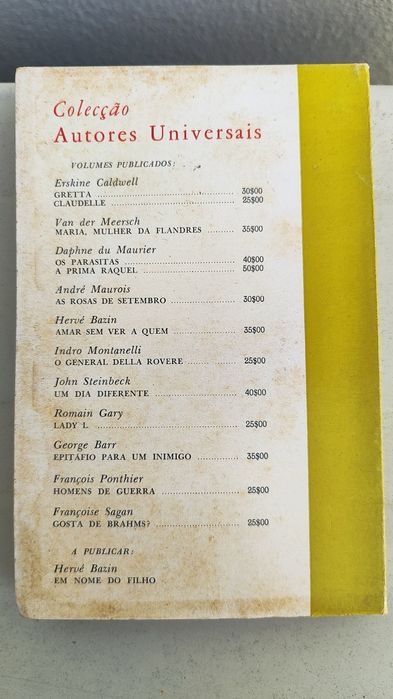 Colecção
Autores Universais
VOLUMES PUBLICADOS:
Erskine Caldwell
GRETTA ........ 30$00
CLAUDELLE ........ 25$00
Van der Meersch
MARIA, MULHER DA FLANDRES ........ 35$00
Daphne du Maurier
OS PARASITAS ........ 40$00
A PRIMA RAQUEL ........ 50$00
André Maurois
AS ROSAS DE SETEMBRO ........ 30$00
Hervé Bazin
AMAR SEM VER A QUEM ........ 35$00
Indro Montanelli
O GENERAL DELLA ROVERE ........ 25$00
John Steinbeck
UM DIA DIFERENTE ........ 40$00
Romain Gary
LADY L ........ 25$00
George Barr
EPITÁFIO PARA UM INIMIGO ........ 35$00
François Ponthier
HOMENS DE GUERRA ........ 25$00
Françoise Sagan
GOSTA DE BRAHMS? ........ 25$00
A PUBLICAR:
Hervé Bazin
EM NOME DO FILHO